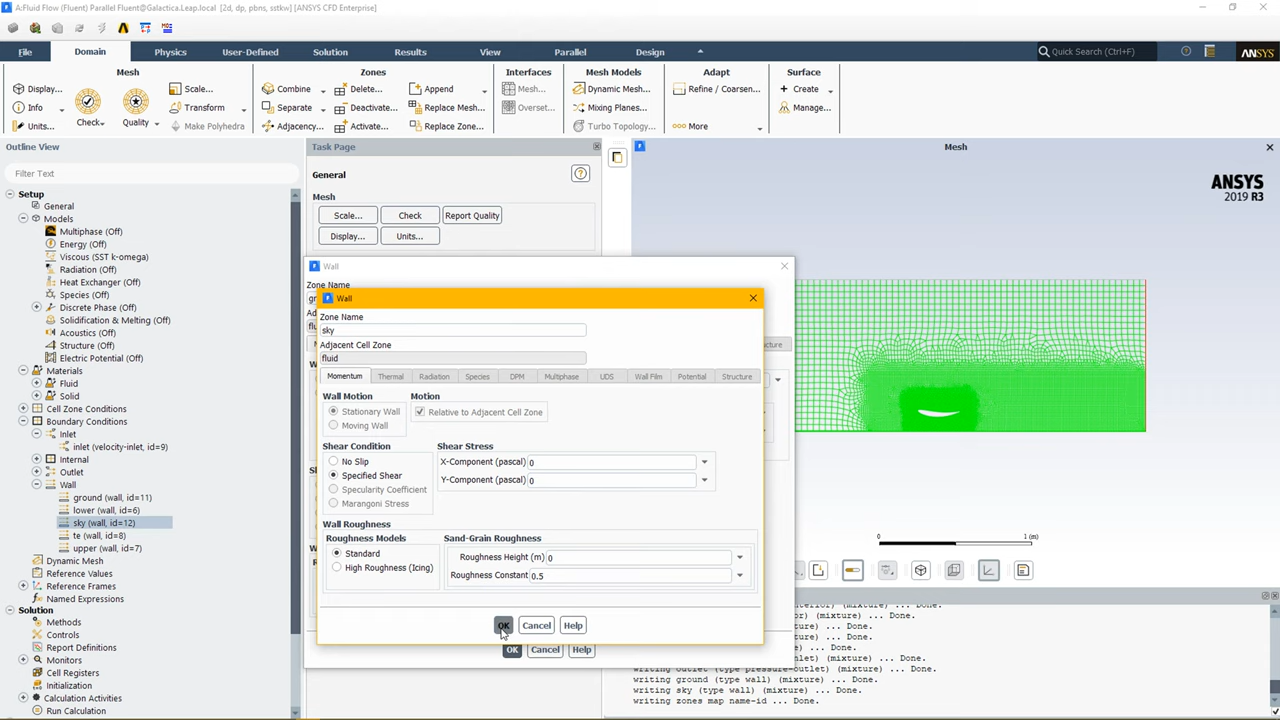 A:Fluid Flow (Fluent) Parallel Fluent@Galactica.Leap.local [2d, dp, pbns, sstkw] [ANSYS CFD Enterprise]
File Domain Physics User-Defined Solution Results View Parallel Design Quick Search (Ctrl+F) ANSYS
Mesh Zones Interfaces Mesh Models Adapt Surface
Display... Scale... Combine Delete... Append Mesh... Dynamic Mesh... Refine / Coarsen... Create
Info Transform Separate Deactivate... Replace Mesh... Overset... Mixing Planes... Manage...
Units... Check Quality Make Polyhedra Adjacency... Activate... Replace Zone... Turbo Topology... More
Outline View
Filter Text
Setup
General
Models
Multiphase (Off)
Energy (Off)
Viscous (SST k-omega)
Radiation (Off)
Heat Exchanger (Off)
Species (Off)
Discrete Phase (Off)
Solidification & Melting (Off)
Acoustics (Off)
Structure (Off)
Electric Potential (Off)
Materials
Fluid
Solid
Cell Zone Conditions
Boundary Conditions
Inlet
inlet (velocity-inlet, id=9)
Internal
Outlet
Wall
ground (wall, id=11)
lower (wall, id=6)
sky (wall, id=12)
te (wall, id=8)
upper (wall, id=7)
Dynamic Mesh
Reference Values
Reference Frames
Named Expressions
Solution
Methods
Controls
Report Definitions
Monitors
Cell Registers
Initialization
Calculation Activities
Run Calculation
Task Page
General
Mesh
Scale... Check Report Quality
Display... Units...
Wall
Zone Name
Wall
Zone Name
sky
Adjacent Cell Zone
fluid
Momentum Thermal Radiation Species DPM Multiphase UDS Wall Film Potential Structure
Wall Motion Motion
Stationary Wall Relative to Adjacent Cell Zone
Moving Wall
Shear Condition Shear Stress
No Slip X-Component (pascal) 0
Specified Shear Y-Component (pascal) 0
Specularity Coefficient
Marangoni Stress
Wall Roughness
Roughness Models Sand-Grain Roughness
Standard Roughness Height (m) 0
High Roughness (Icing) Roughness Constant 0.5
OK Cancel Help
OK Cancel Help
Mesh
ANSYS
2019 R3
0 1 (m)
(mixture) ... Done.
(mixture) ... Done.
(mixture) ... Done.
(mixture) ... Done.
(mixture) ... Done.
writing outlet (type pressure-outlet) (mixture) ... Done.
writing ground (type wall) (mixture) ... Done.
writing sky (type wall) (mixture) ... Done.
writing zones map name-id ... Done.